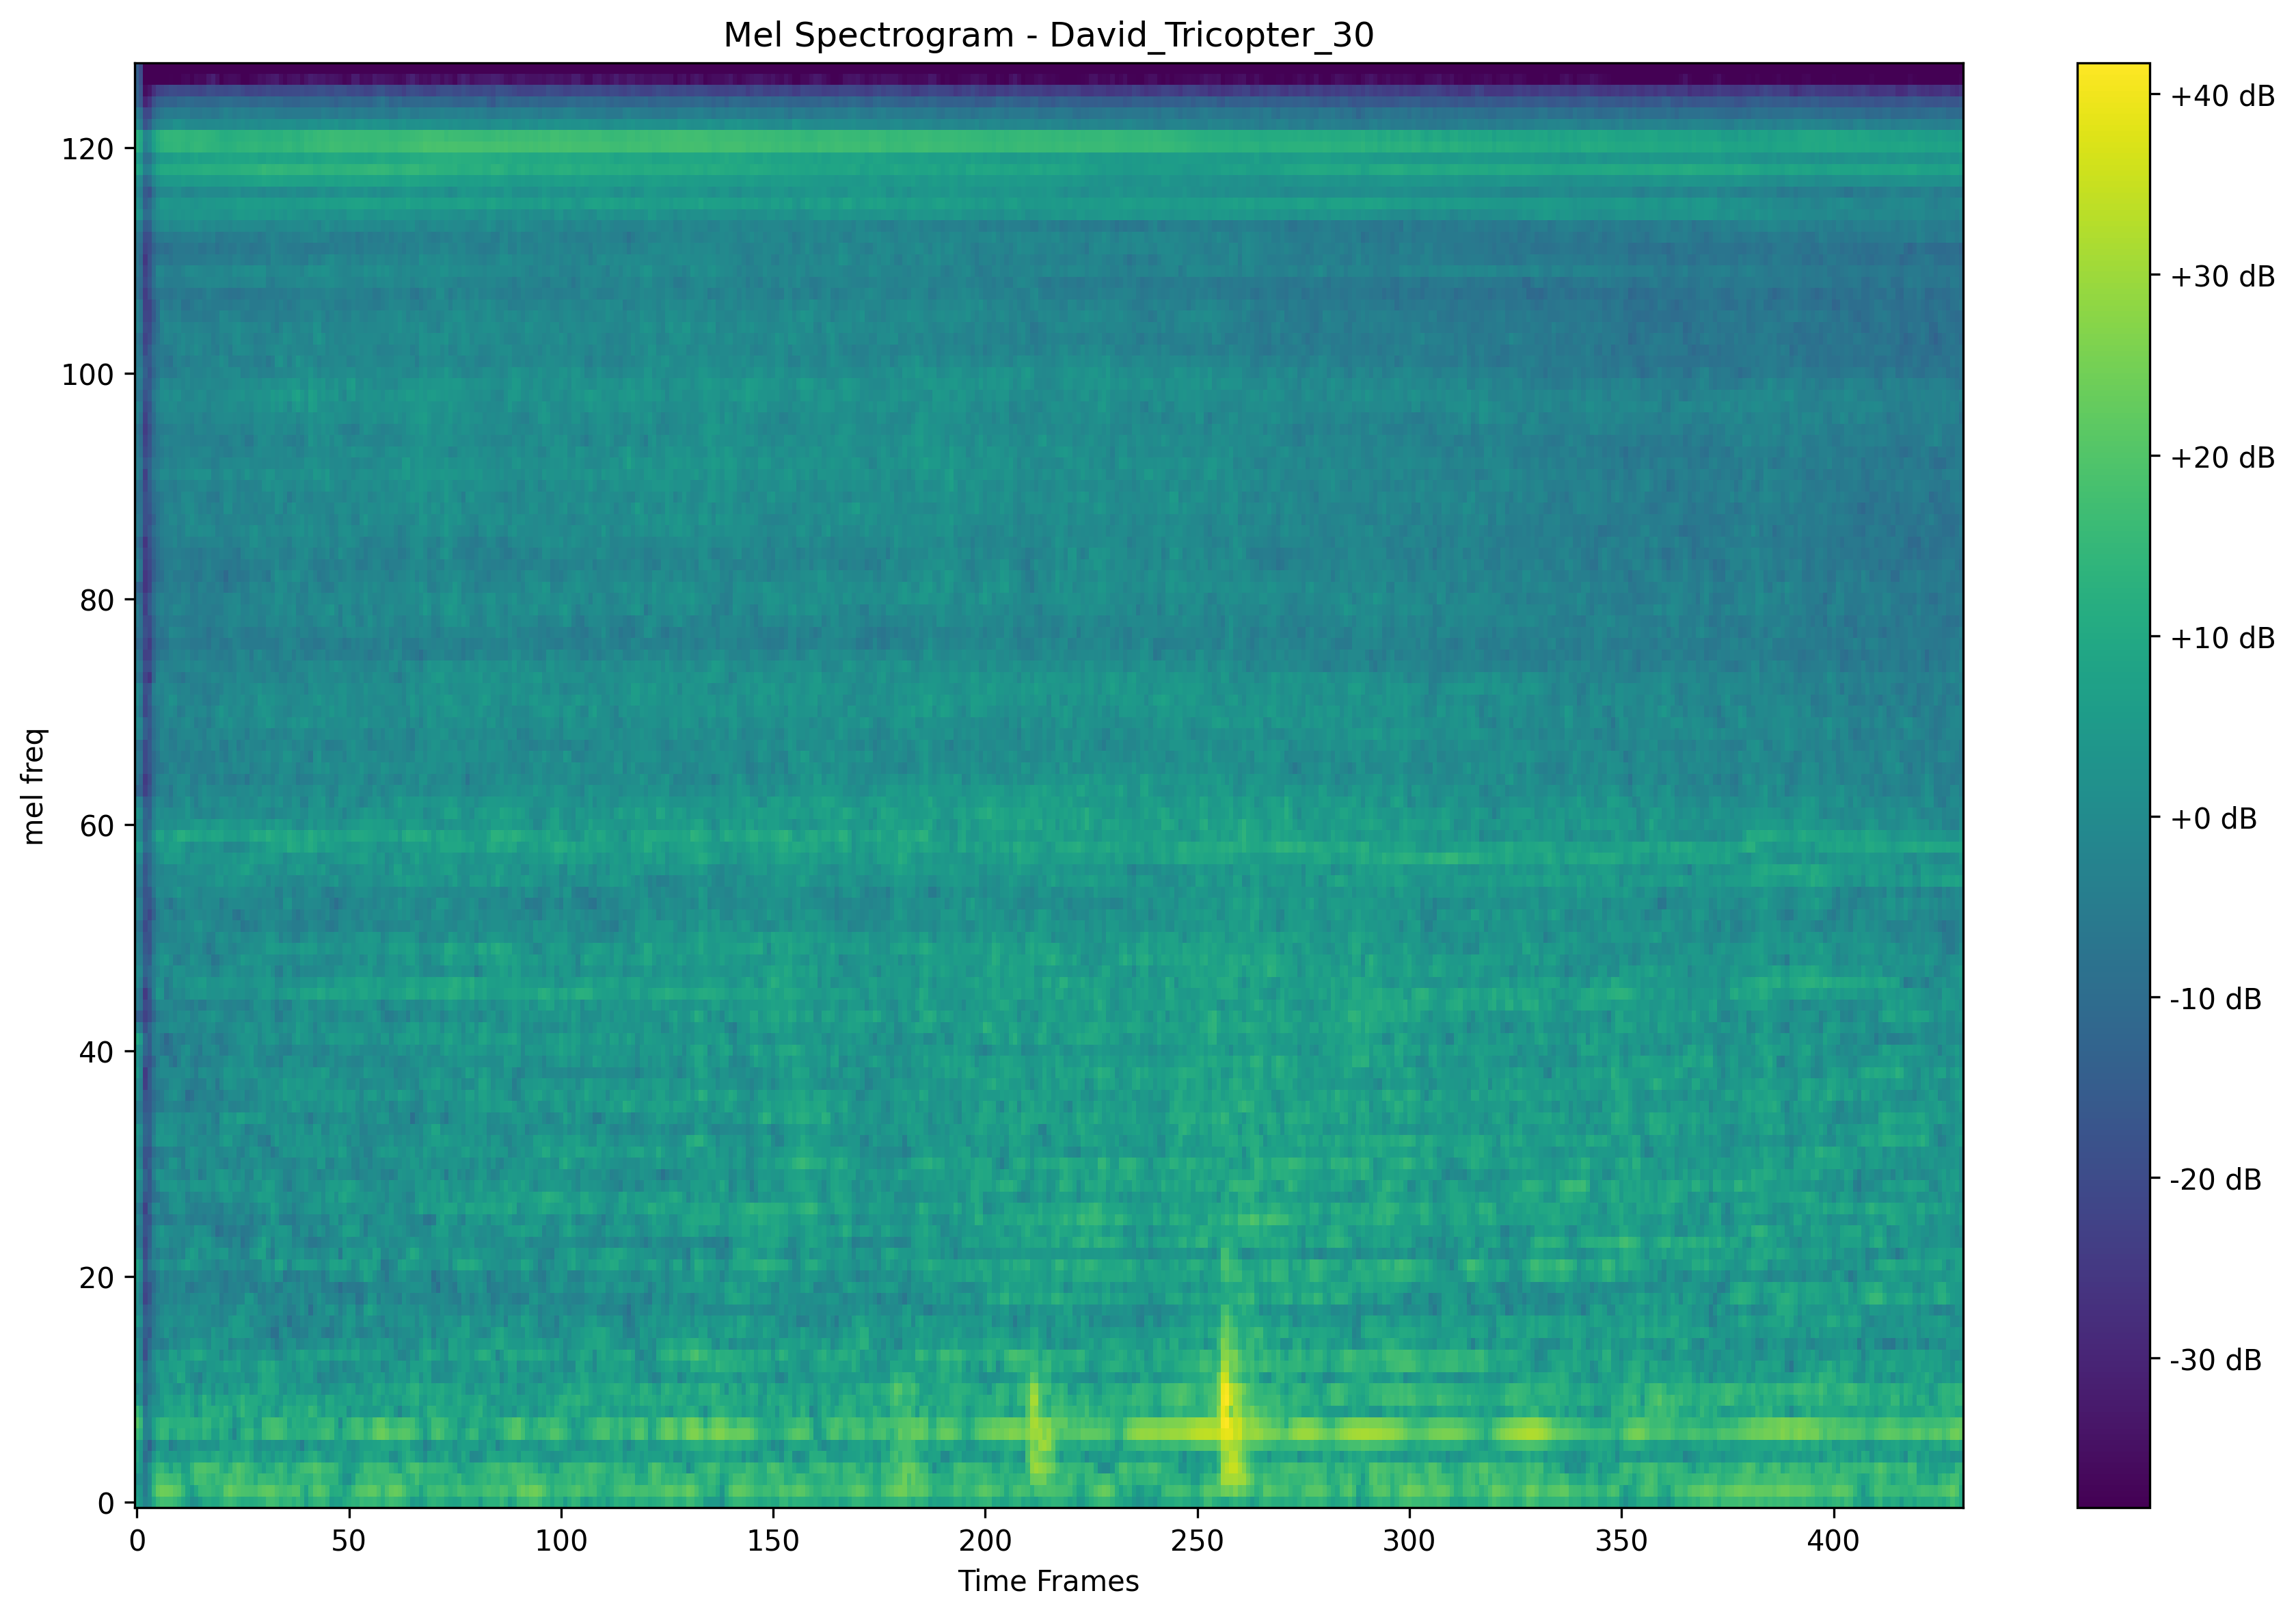 Mel Spectrogram - David_Tricopter_30
mel freq
120
100
80
60
40
20
0
0 50 100 150 200 250 300 350 400
Time Frames
+40 dB
+30 dB
+20 dB
+10 dB
+0 dB
-10 dB
-20 dB
-30 dB